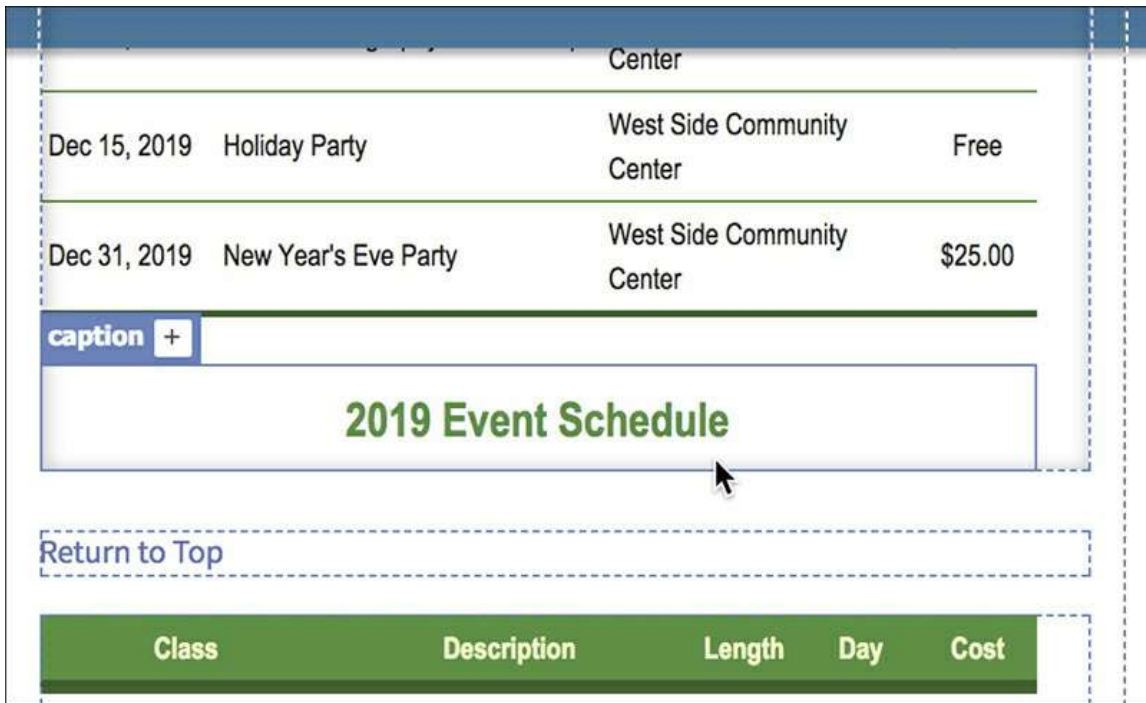 Center
Dec 15, 2019 Holiday Party West Side Community Center Free
Dec 31, 2019 New Year's Eve Party West Side Community Center $25.00
caption +
2019 Event Schedule
Return to Top
Class Description Length Day Cost